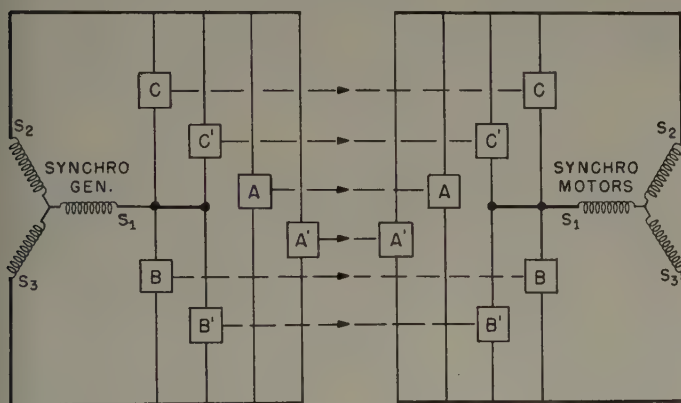 C
C
C'
C'
S2
S2
SYNCHRO
GEN.
A
A
SYNCHRO
MOTORS
S1
S1
A'
A'
S3
B
B
S3
B'
B'